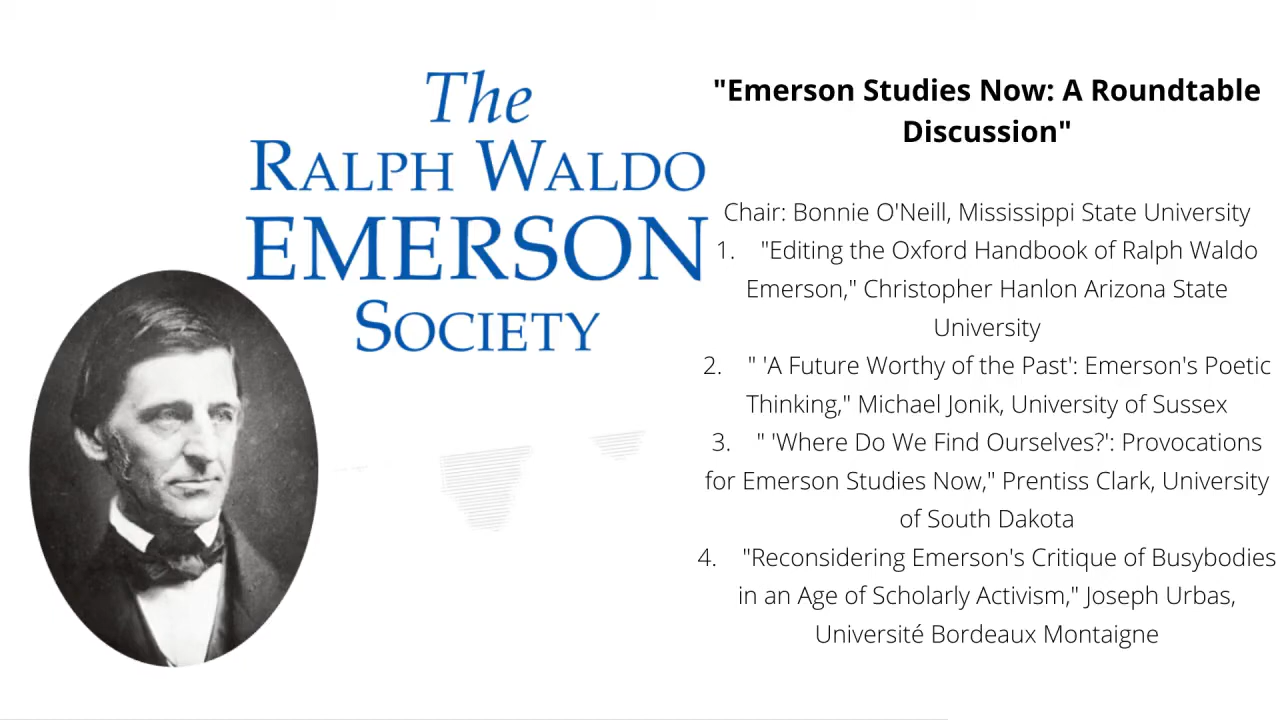 The
RALPH WALDO
EMERSON
SOCIETY
"Emerson Studies Now: A Roundtable
Discussion"
Chair: Bonnie O'Neill, Mississippi State University
1. "Editing the Oxford Handbook of Ralph Waldo
Emerson," Christopher Hanlon Arizona State
University
2. " 'A Future Worthy of the Past': Emerson's Poetic
Thinking," Michael Jonik, University of Sussex
3. " 'Where Do We Find Ourselves?': Provocations
for Emerson Studies Now," Prentiss Clark, University
of South Dakota
4. "Reconsidering Emerson's Critique of Busybodies
in an Age of Scholarly Activism," Joseph Urbas,
Université Bordeaux Montaigne